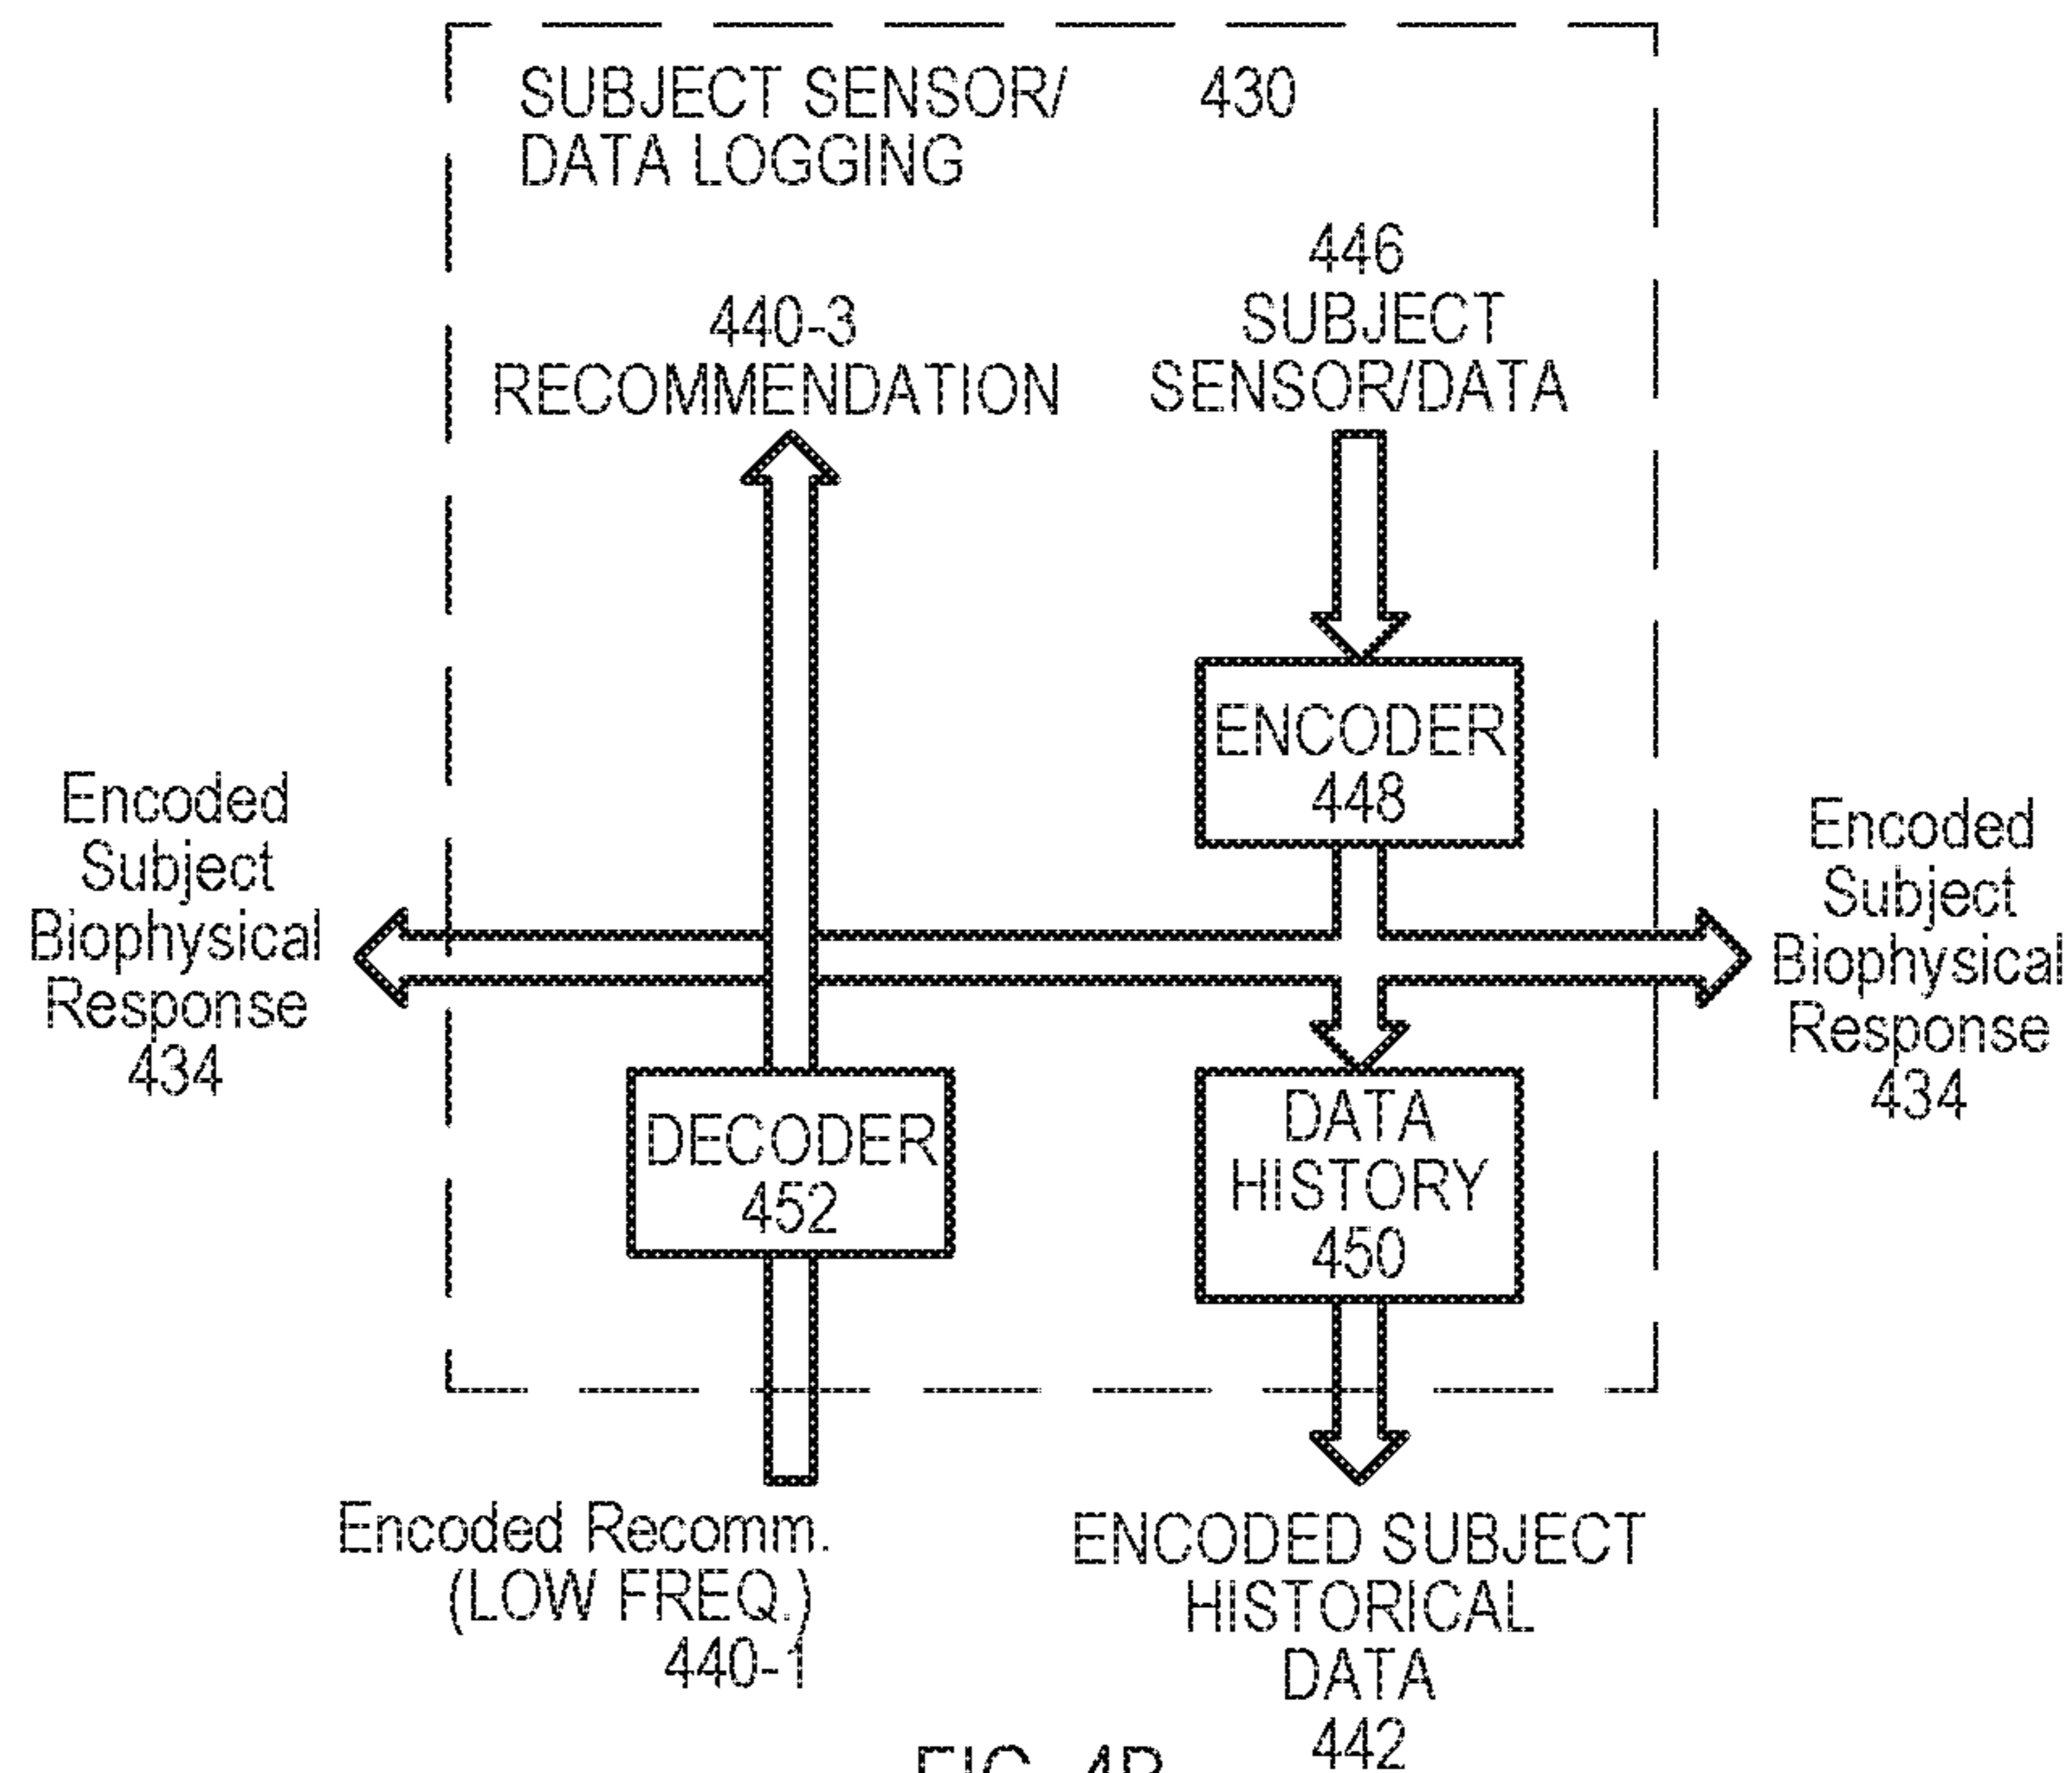 SUBJECT SENSOR/ 430
DATA LOGGING
446
SUBJECT
SENSOR/DATA
440-3
RECOMMENDATION
ENCODER
448
Encoded
Subject
Biophysical
Response
434
Encoded
Subject
Biophysical
Response
434
DECODER
452
DATA
HISTORY
450
Encoded Recomm.
(LOW FREQ.)
440-1
ENCODED SUBJECT
HISTORICAL
DATA
442
FIG. 4B